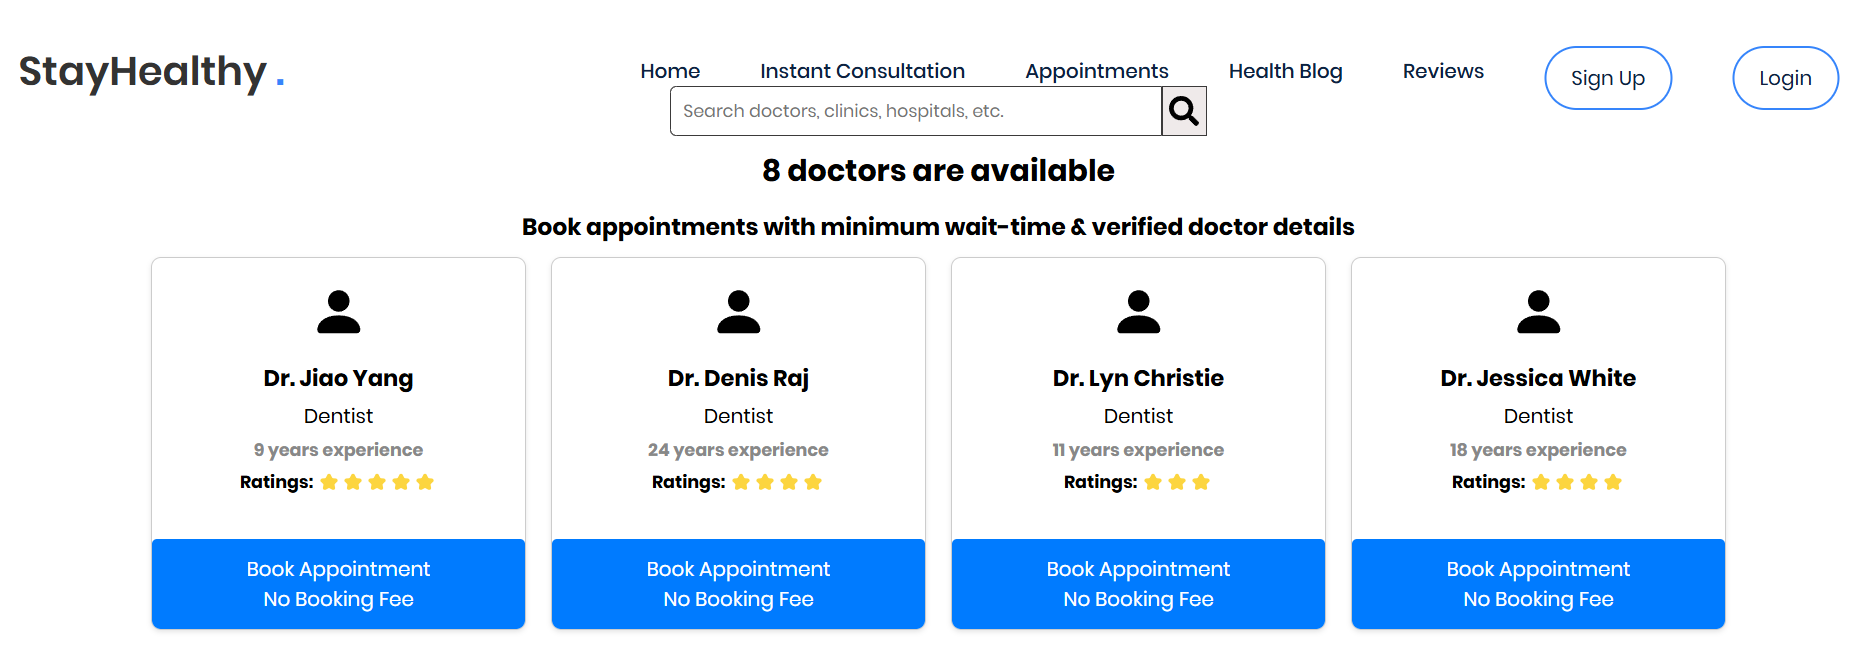 StayHealthy .
Home Instant Consultation Appointments Health Blog Reviews Sign Up Login
Search doctors, clinics, hospitals, etc.
8 doctors are available
Book appointments with minimum wait-time & verified doctor details
Dr. Jiao Yang
Dentist
9 years experience
Ratings:
Book Appointment
No Booking Fee
Dr. Denis Raj
Dentist
24 years experience
Ratings:
Book Appointment
No Booking Fee
Dr. Lyn Christie
Dentist
11 years experience
Ratings:
Book Appointment
No Booking Fee
Dr. Jessica White
Dentist
18 years experience
Ratings:
Book Appointment
No Booking Fee